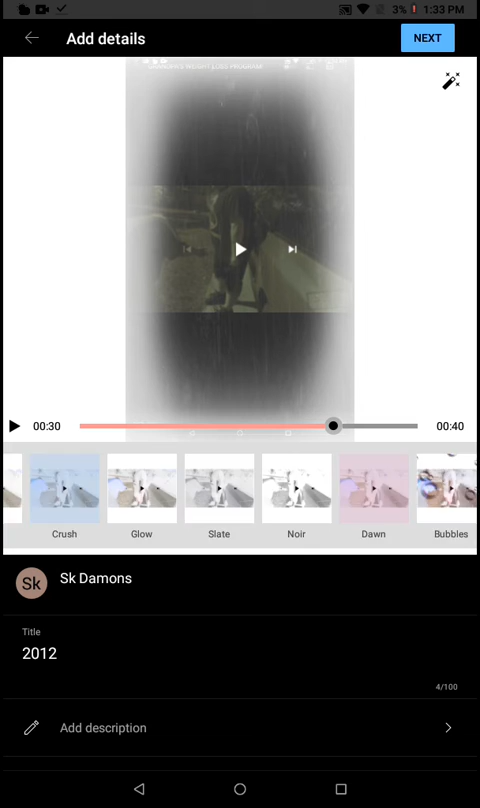 3% 1:33 PM
Add details
NEXT
00:30
00:40
Crush Glow Slate Noir Dawn Bubbles
Sk
Sk Damons
Title
2012
4/100
Add description